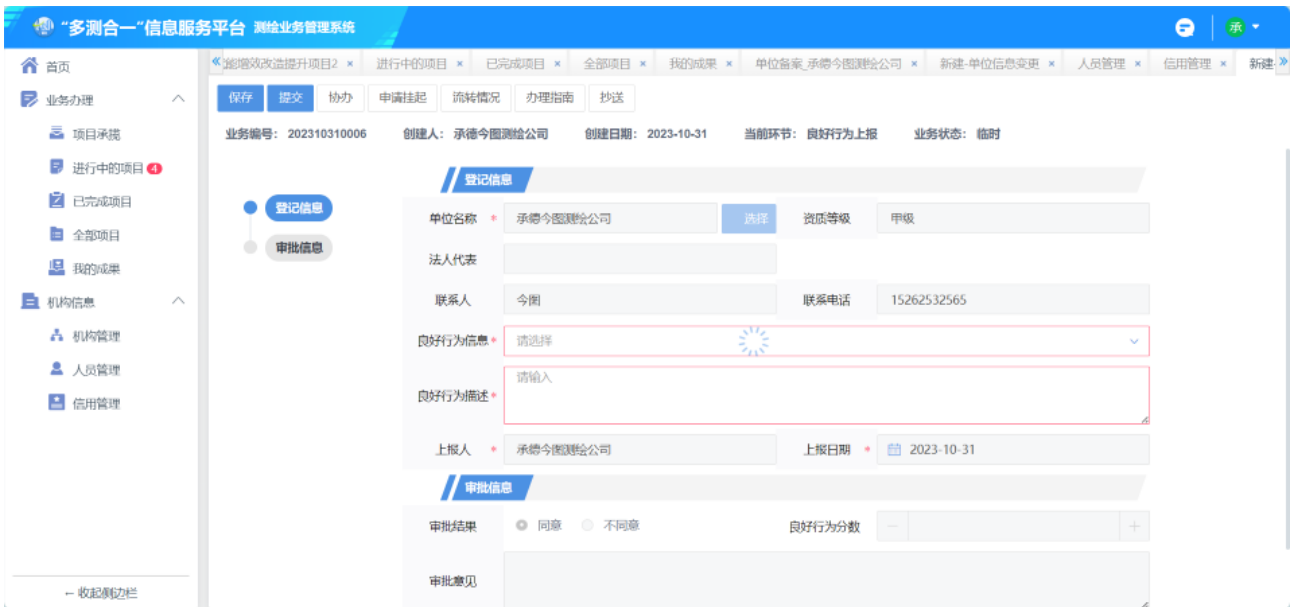 “多测合一”信息服务平台 测绘业务管理系统 承
首页 能增效改造提升项目2 × 进行中的项目 × 已完成项目 × 全部项目 × 我的成果 × 单位备案_承德今图测绘公司 × 新建-单位信息变更 × 人员管理 × 信用管理 × 新建-
业务办理 保存 提交 协办 申请挂起 流转情况 办理指南 抄送
项目承揽 业务编号: 202310310006 创建人: 承德今图测绘公司 创建日期: 2023-10-31 当前环节: 良好行为上报 业务状态: 临时
进行中的项目 4
登记信息
已完成项目 登记信息 单位名称 * 承德今图测绘公司 选择 资质等级 甲级
全部项目 审批信息
法人代表
我的成果
机构信息 联系人 今图 联系电话 15262532565
机构管理 良好行为信息 * 请选择
人员管理 良好行为描述 * 请输入
信用管理
上报人 * 承德今图测绘公司 上报日期 * 2023-10-31
审批信息
审批结果 同意 不同意 良好行为分数 − +
审批意见
← 收起侧边栏